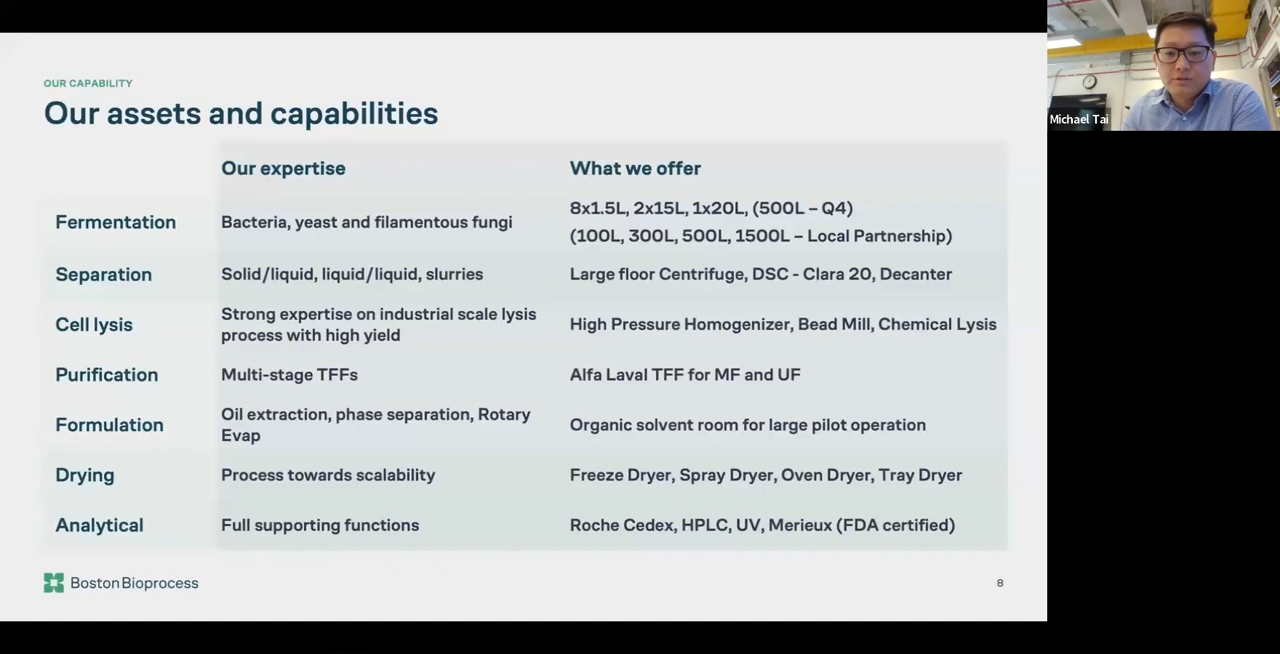 OUR CAPABILITY
Our assets and capabilities
Our expertise
What we offer
Fermentation
Bacteria, yeast and filamentous fungi
8x1.5L, 2x15L, 1x20L, (500L – Q4)
(100L, 300L, 500L, 1500L – Local Partnership)
Separation
Solid/liquid, liquid/liquid, slurries
Large floor Centrifuge, DSC - Clara 20, Decanter
Cell lysis
Strong expertise on industrial scale lysis
process with high yield
High Pressure Homogenizer, Bead Mill, Chemical Lysis
Purification
Multi-stage TFFs
Alfa Laval TFF for MF and UF
Formulation
Oil extraction, phase separation, Rotary
Evap
Organic solvent room for large pilot operation
Drying
Process towards scalability
Freeze Dryer, Spray Dryer, Oven Dryer, Tray Dryer
Analytical
Full supporting functions
Roche Cedex, HPLC, UV, Merieux (FDA certified)
Boston Bioprocess
8
Michael Tai